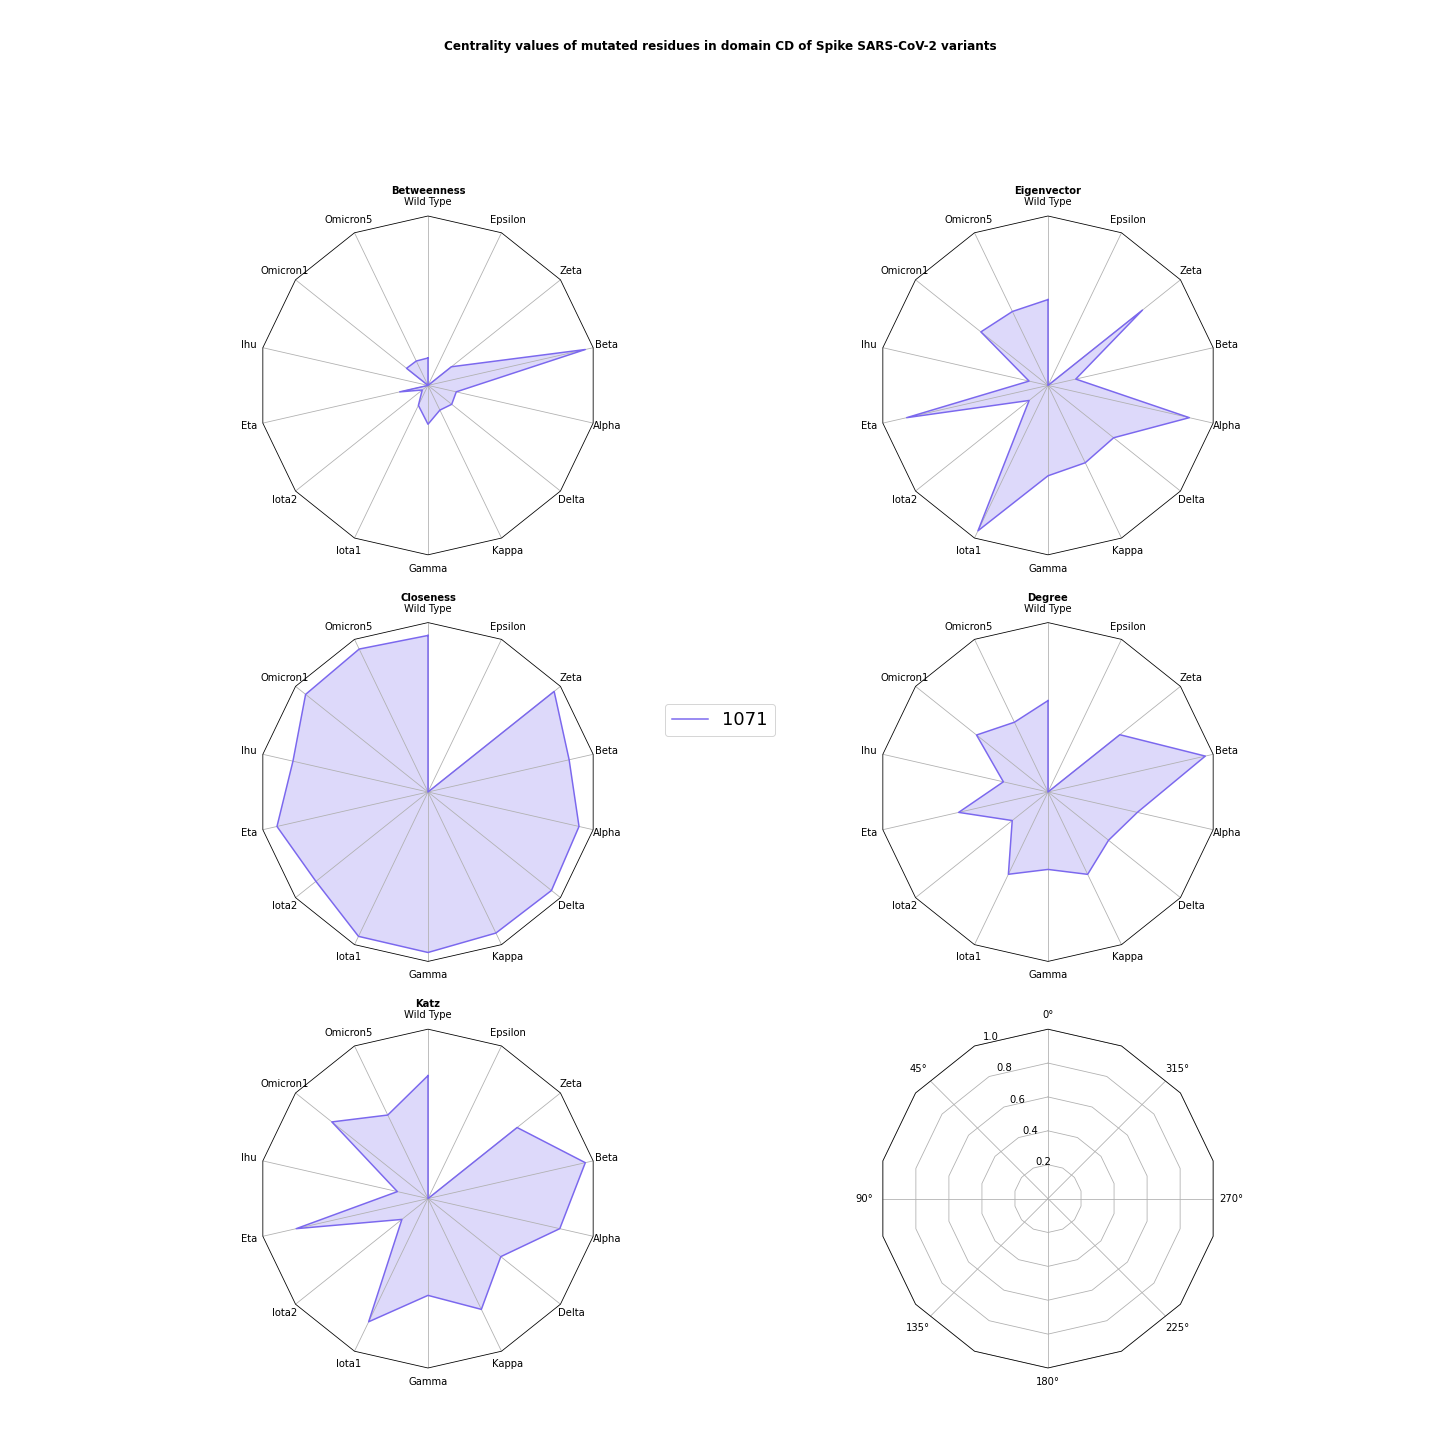 Centrality values of mutated residues in domain CD of Spike SARS-CoV-2 variants
Betweenness
Wild Type
Omicron5
Epsilon
Omicron1
Zeta
Ihu
Beta
Eta
Alpha
Iota2
Delta
Iota1
Kappa
Gamma
Eigenvector
Wild Type
Omicron5
Epsilon
Omicron1
Zeta
Ihu
Beta
Eta
Alpha
Iota2
Delta
Iota1
Kappa
Gamma
Closeness
Wild Type
Omicron5
Epsilon
Omicron1
Zeta
Ihu
Beta
Eta
Alpha
Iota2
Delta
Iota1
Kappa
Gamma
1071
Degree
Wild Type
Omicron5
Epsilon
Omicron1
Zeta
Ihu
Beta
Eta
Alpha
Iota2
Delta
Iota1
Kappa
Gamma
Katz
Wild Type
Omicron5
Epsilon
Omicron1
Zeta
Ihu
Beta
Eta
Alpha
Iota2
Delta
Iota1
Kappa
Gamma
0°
1.0
45°
0.8
315°
0.6
0.4
0.2
90°
270°
135°
225°
180°